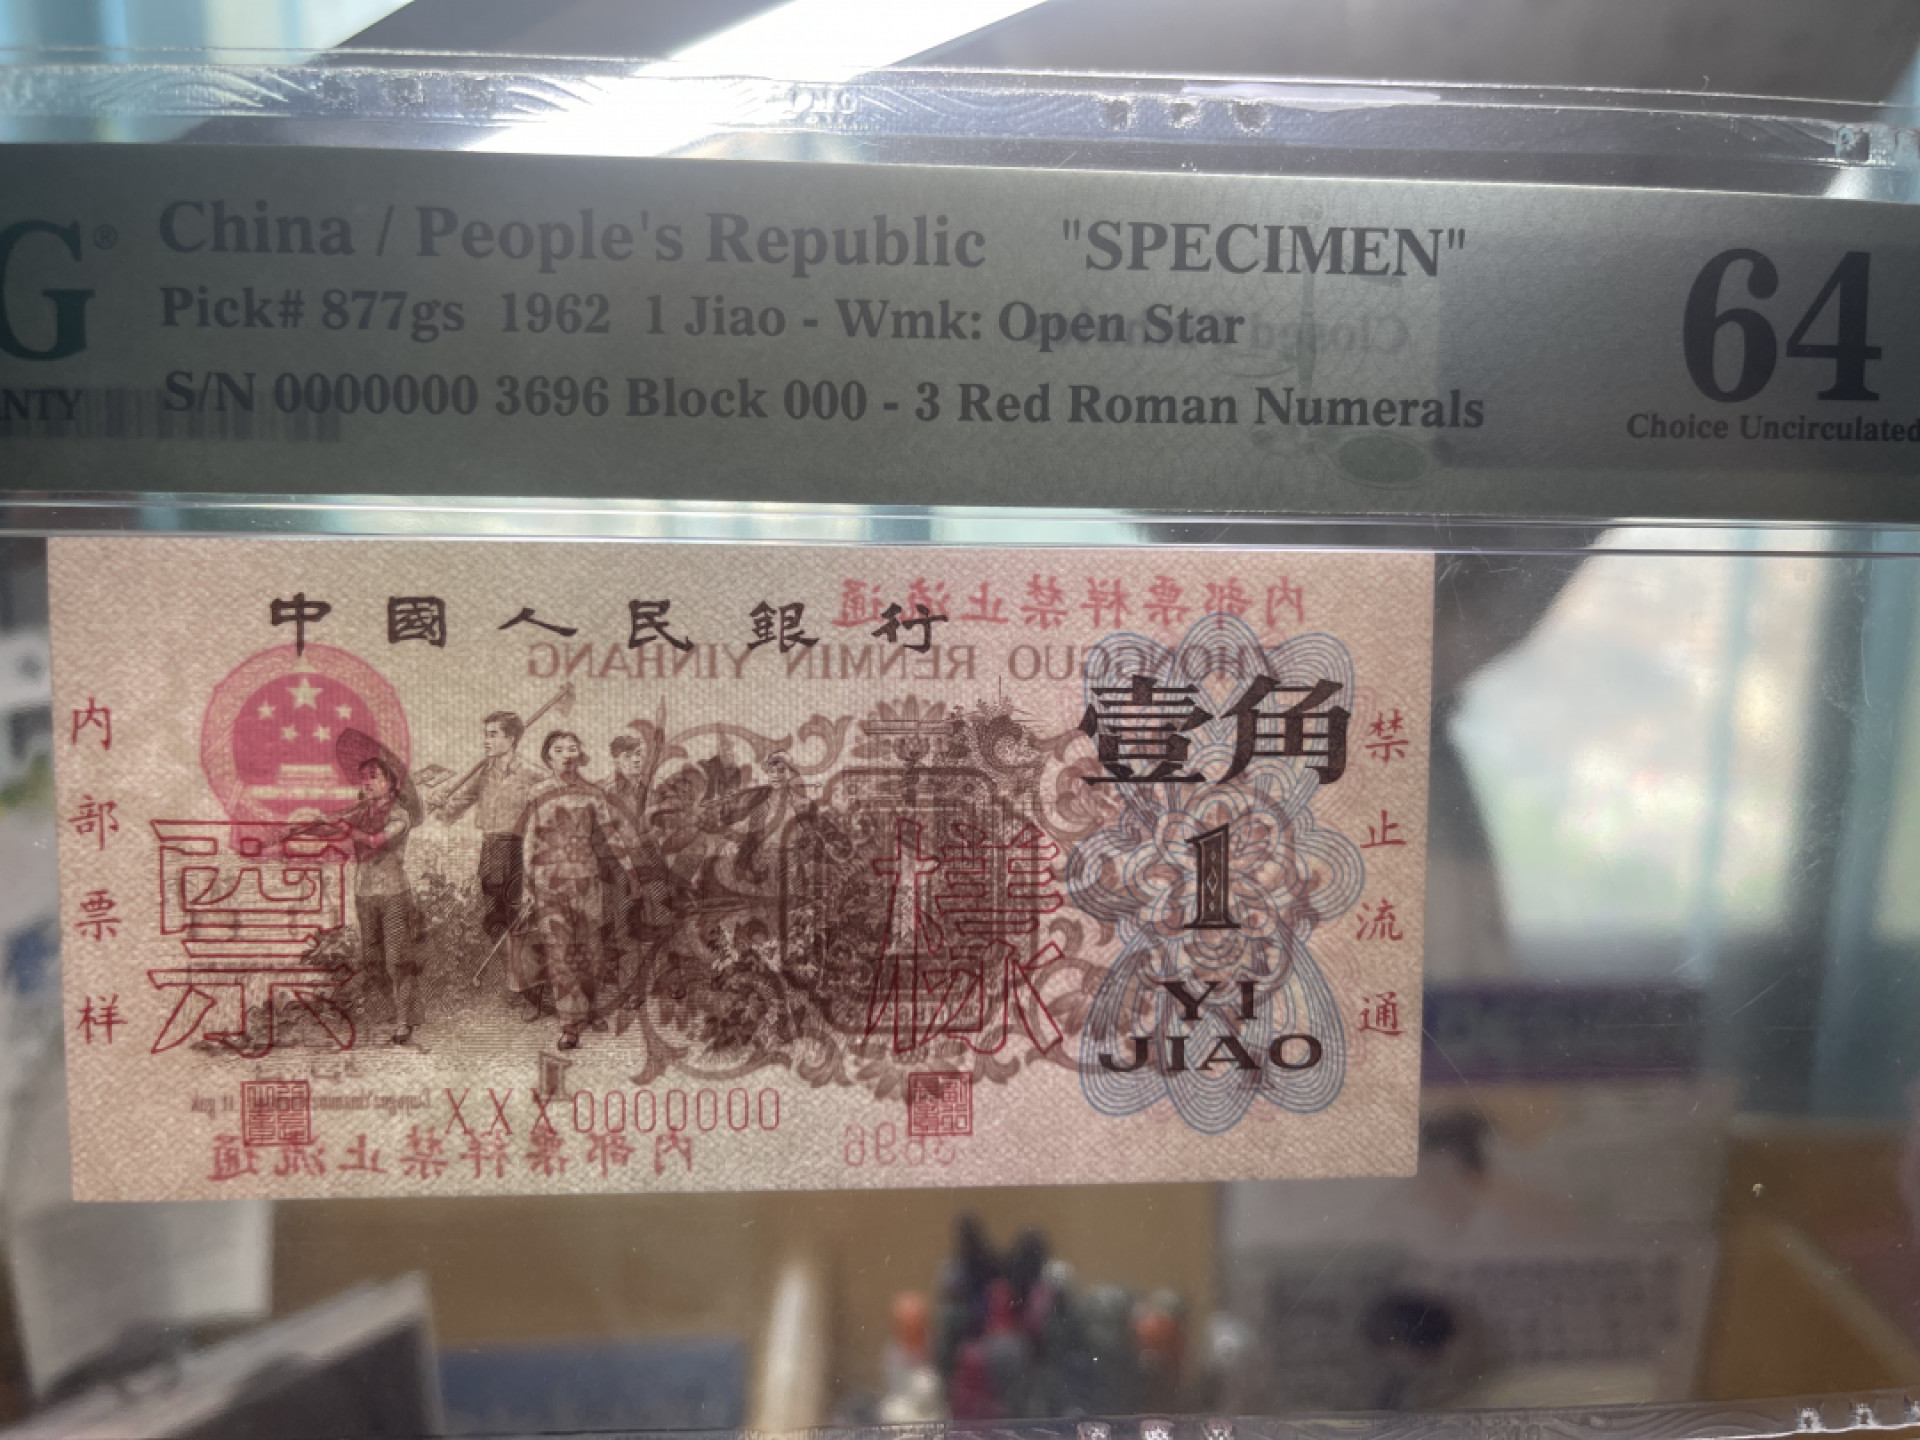 G®
NTY
China / People's Republic "SPECIMEN"
Pick# 877gs 1962 1 Jiao - Wmk: Open Star
S/N 0000000 3696 Block 000 - 3 Red Roman Numerals
64
Choice Uncirculated
中國人民銀行
内部票样禁止流通
ZHONGGUO RENMIN YINHANG
内部票样
票樣
壹角
1
YI
JIAO
禁止流通
XXX 0000000
内部票样禁止流通
3696